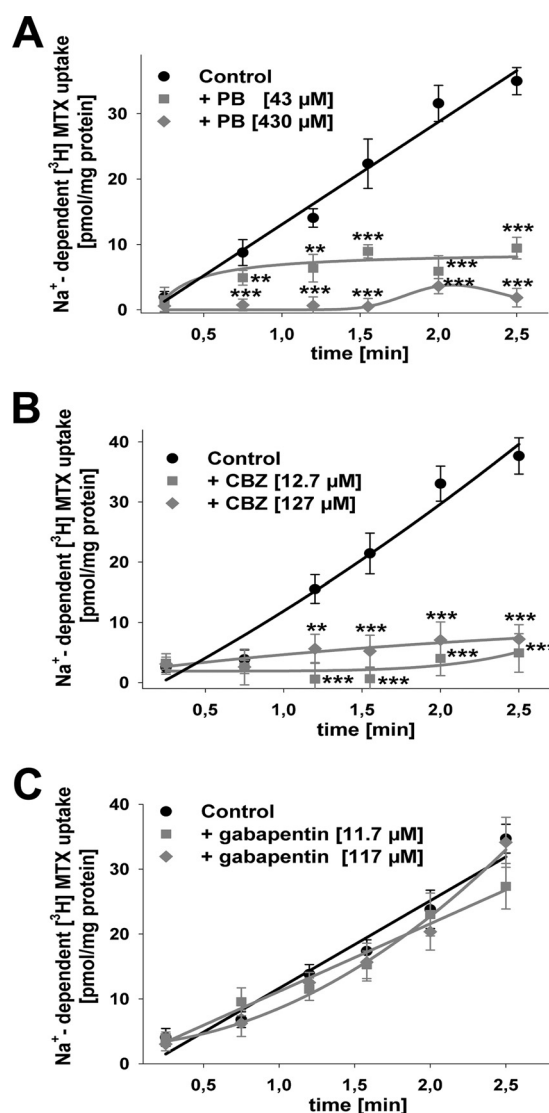 A
Na⁺- dependent [³H] MTX uptake
[pmol/mg protein]
30
20
10
0
Control
+ PB [43 µM]
+ PB [430 µM]
**
***
**
***
***
***
***
***
***
***
0,5
1,0
1,5
2,0
2,5
time [min]
B
Na⁺- dependent [³H] MTX uptake
[pmol/mg protein]
40
30
20
10
0
Control
+ CBZ [12.7 µM]
+ CBZ [127 µM]
**
***
***
***
***
***
***
***
0,5
1,0
1,5
2,0
2,5
time [min]
C
Na⁺- dependent [³H] MTX uptake
[pmol/mg protein]
40
30
20
10
0
Control
+ gabapentin [11.7 µM]
+ gabapentin [117 µM]
0,5
1,0
1,5
2,0
2,5
time [min]